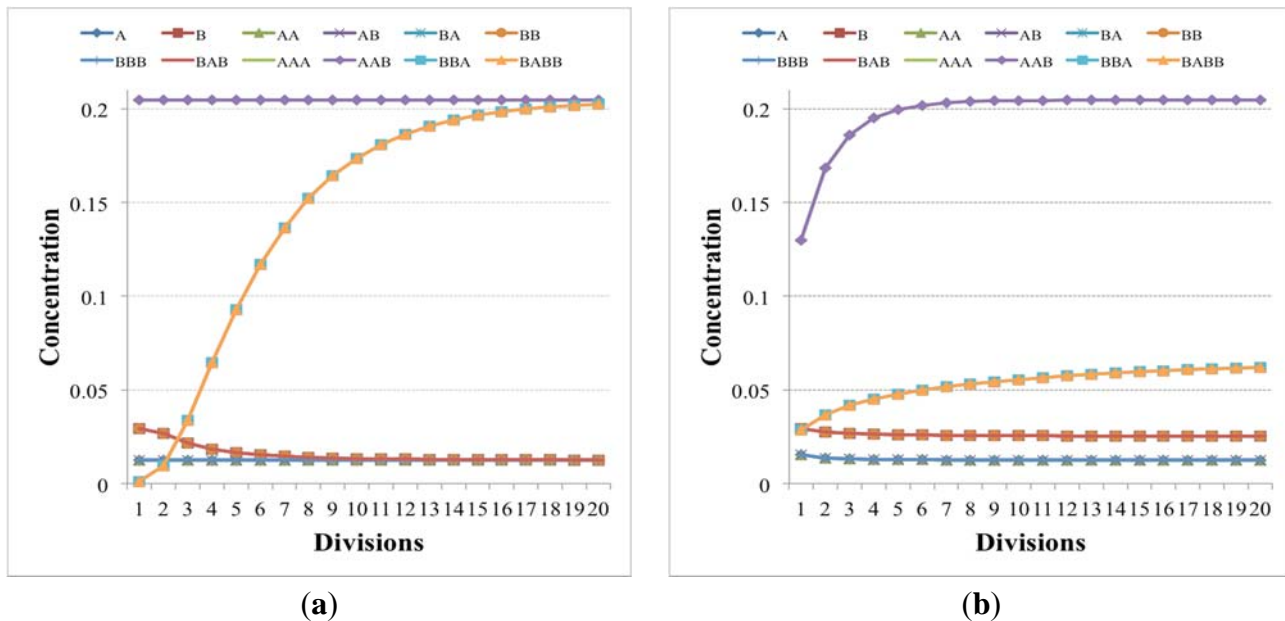 A B AA AB BA BB
BBB BAB AAA AAB BBA BABB
0.2
0.15
0.1
0.05
0
Concentration
1 2 3 4 5 6 7 8 9 10 11 12 13 14 15 16 17 18 19 20
Divisions
(a)
A B AA AB BA BB
BBB BAB AAA AAB BBA BABB
0.2
0.15
0.1
0.05
0
Concentration
1 2 3 4 5 6 7 8 9 10 11 12 13 14 15 16 17 18 19 20
Divisions
(b)